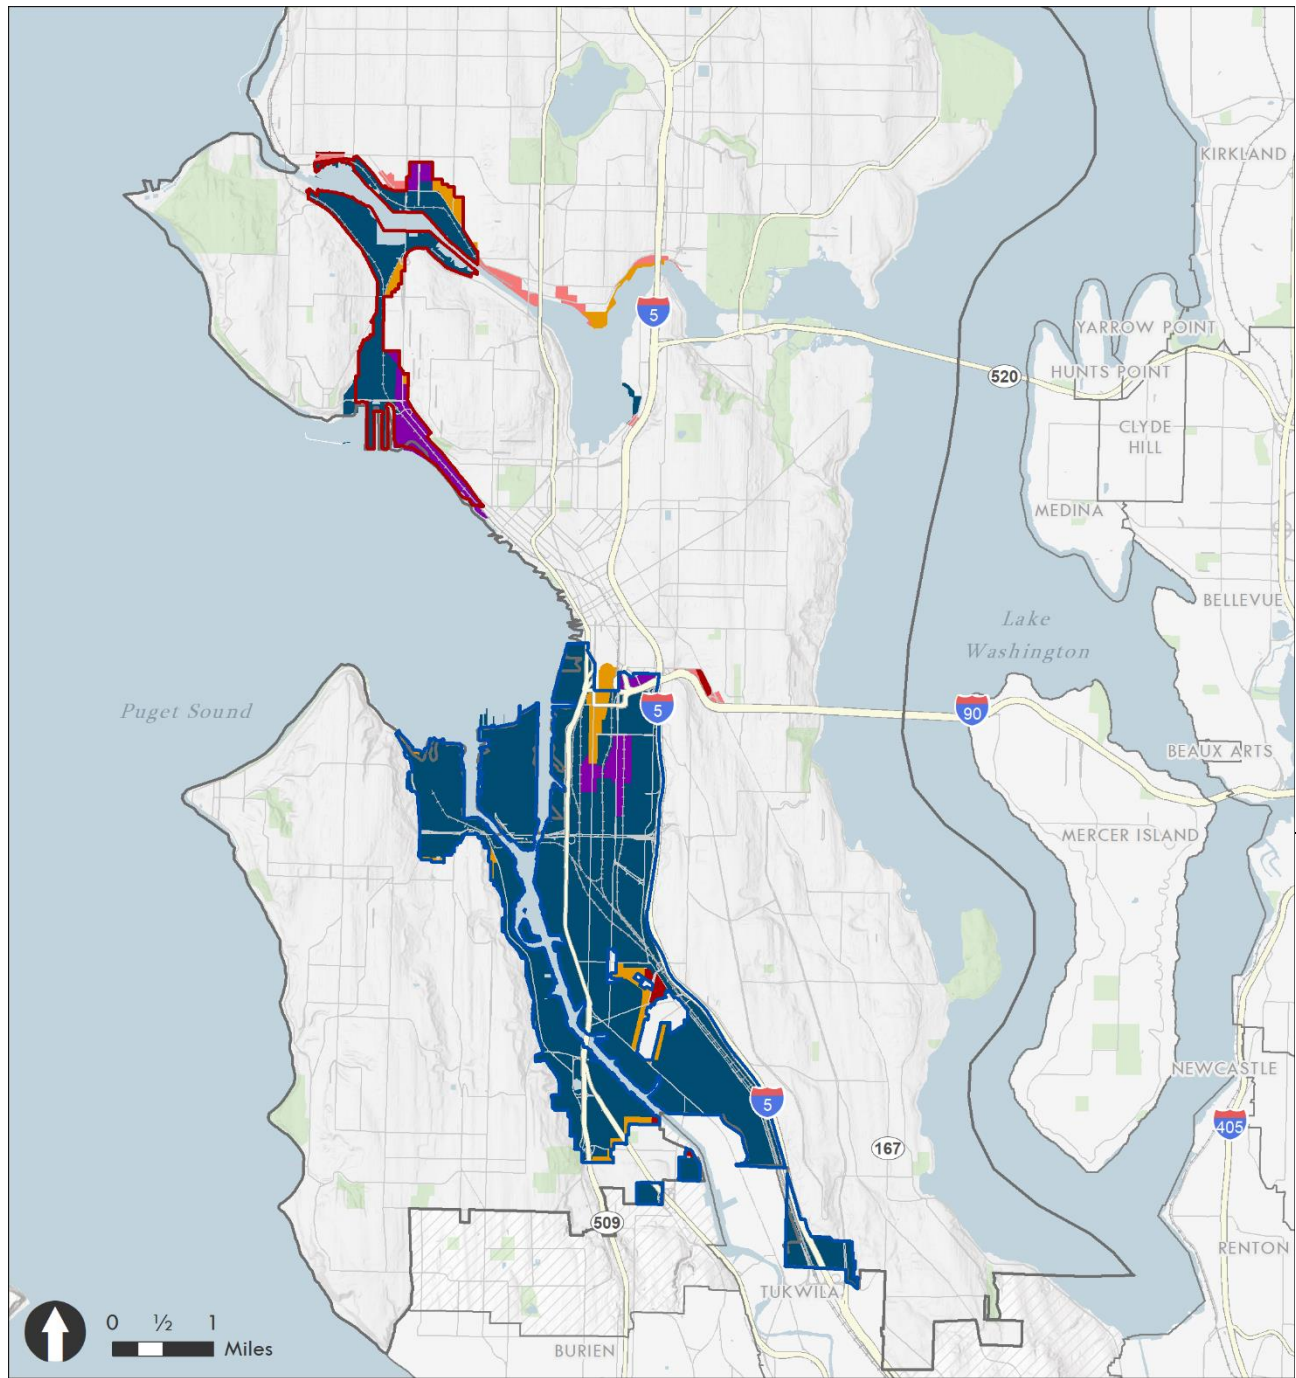 KIRKLAND
5
YARROW POINT
520
HUNTS POINT
CLYDE
HILL
MEDINA
BELLEVUE
Lake
Washington
Puget Sound
5
90
BEAUX ARTS
MERCER ISLAND
NEWCASTLE
5
405
167
509
RENTON
TUKWILA
0 ½ 1
Miles
BURIEN